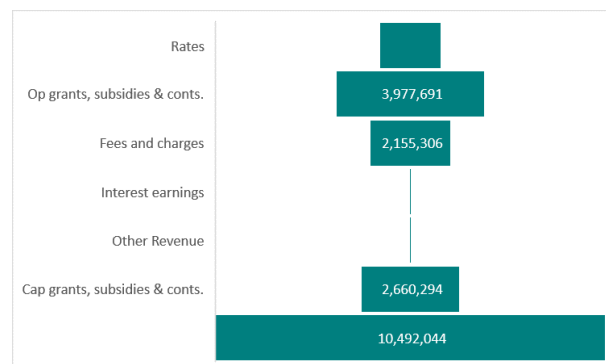 Rates
Op grants, subsidies & conts.
3,977,691
Fees and charges
2,155,306
Interest earnings
Other Revenue
Cap grants, subsidies & conts.
2,660,294
10,492,044